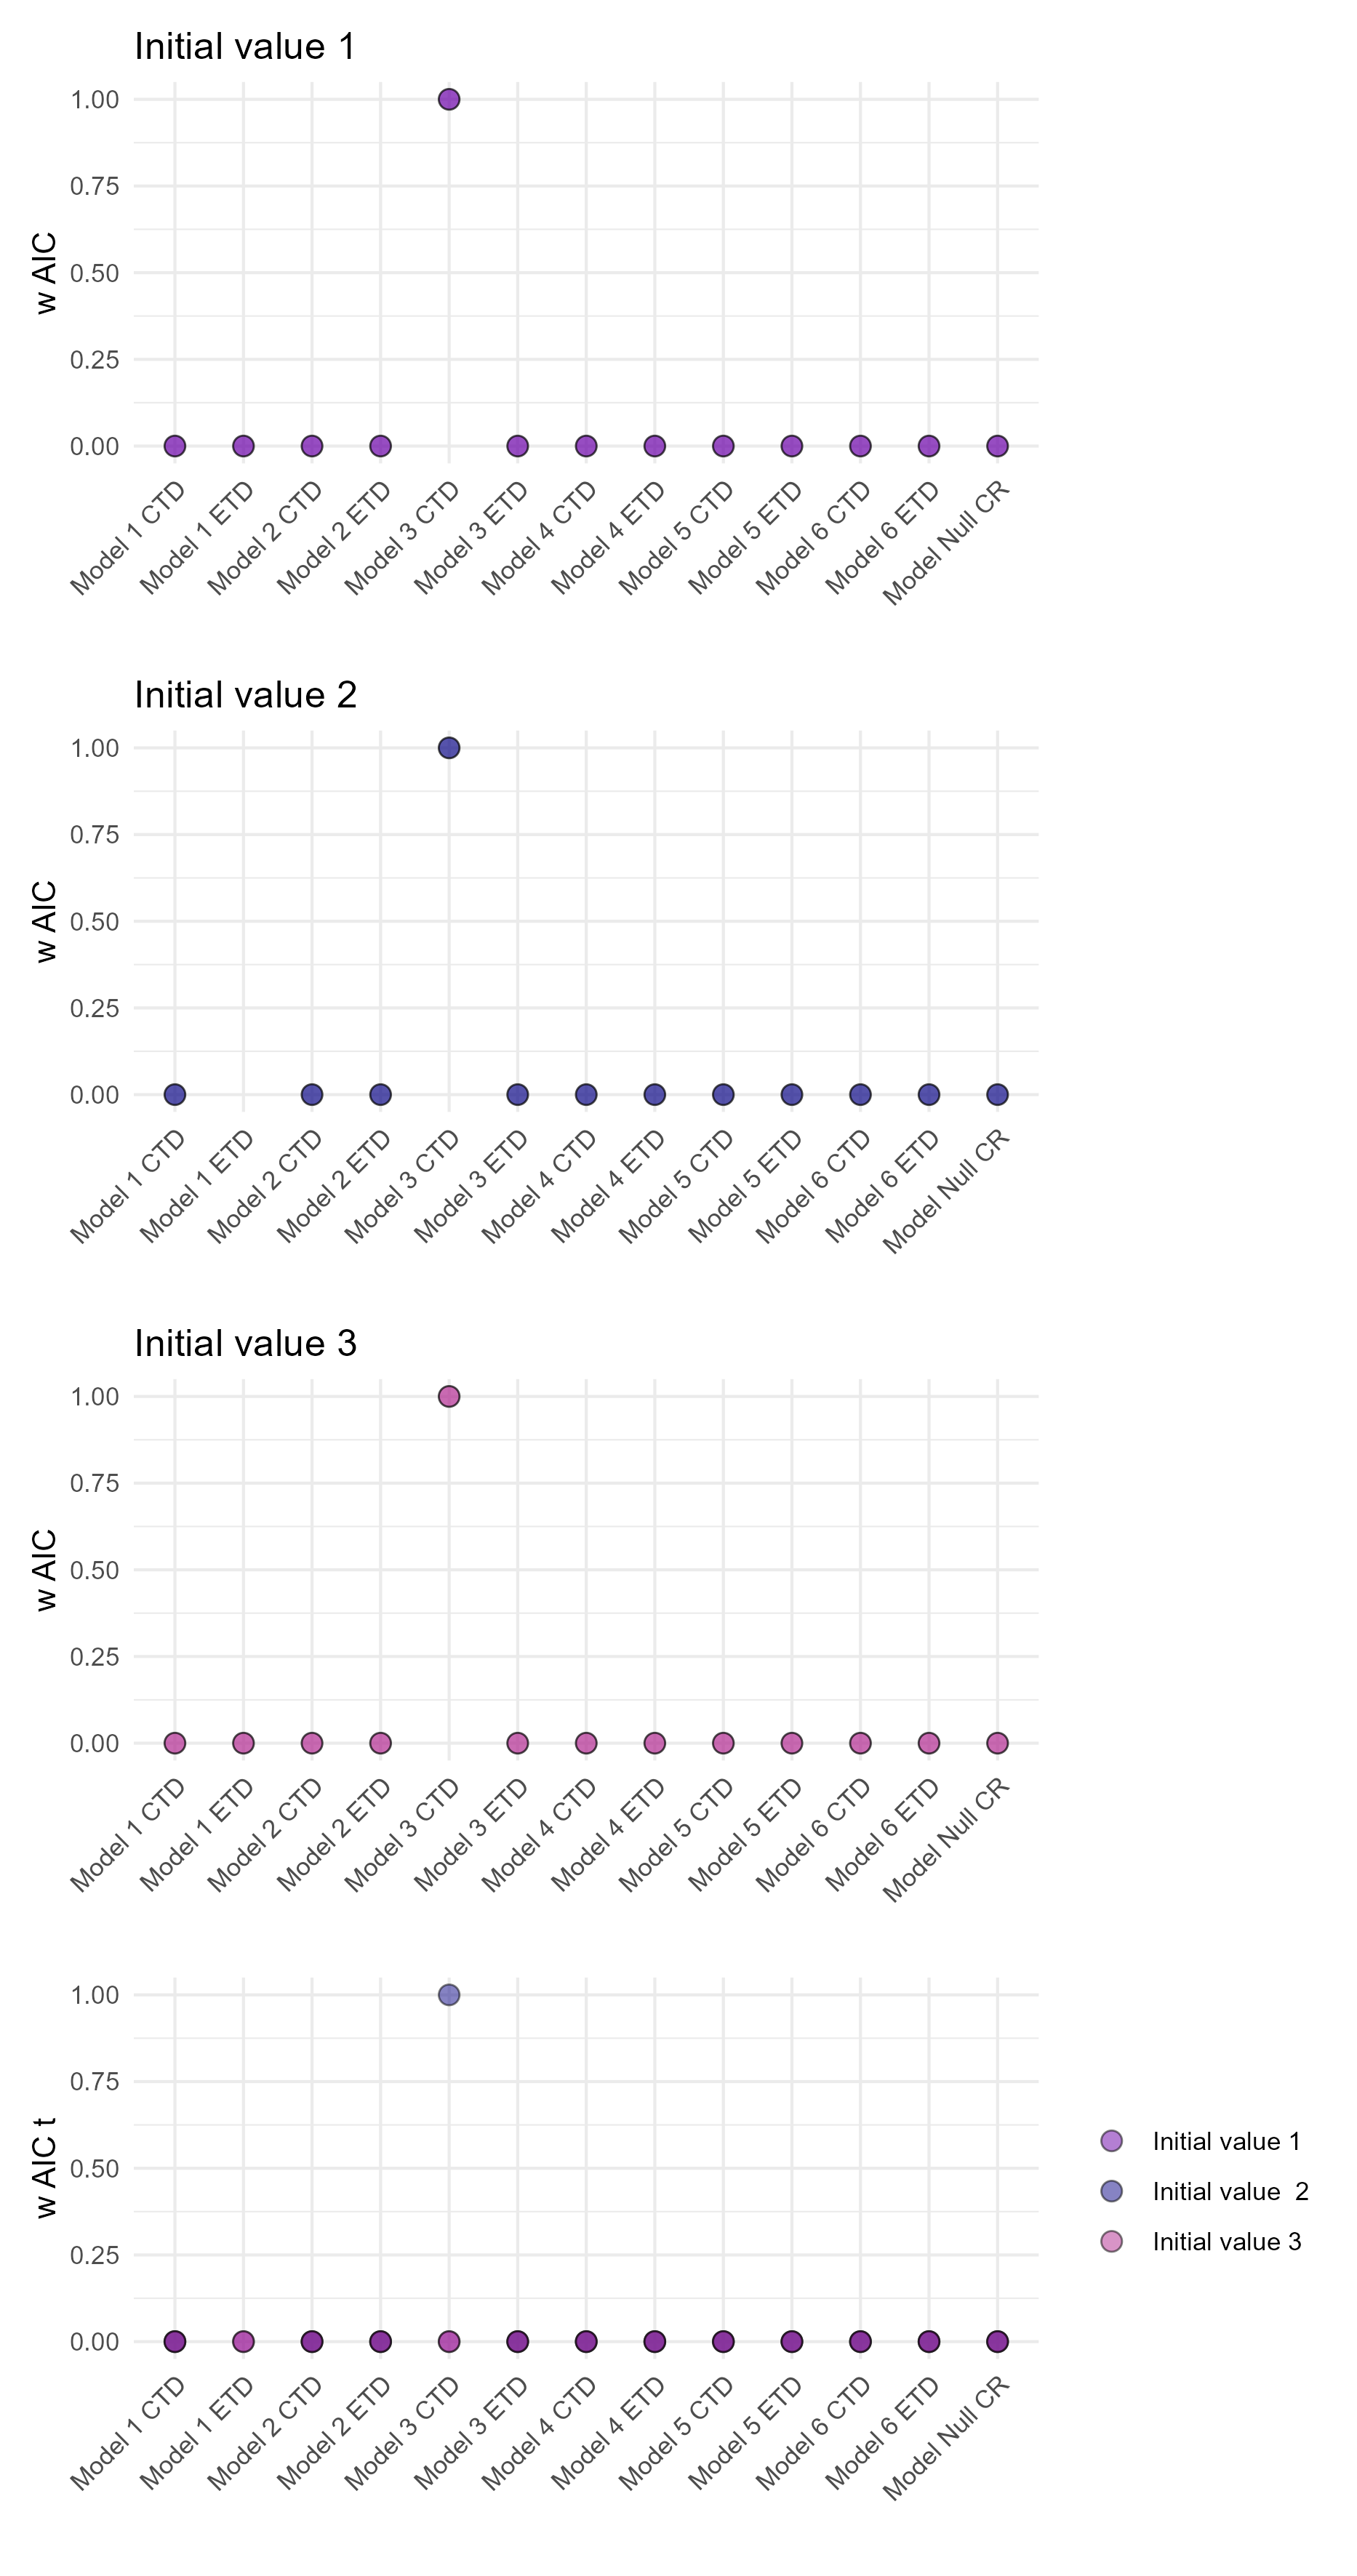 Initial value 1
w AIC
1.00
0.75
0.50
0.25
0.00
Model 1 CTD
Model 1 ETD
Model 2 CTD
Model 2 ETD
Model 3 CTD
Model 3 ETD
Model 4 CTD
Model 4 ETD
Model 5 CTD
Model 5 ETD
Model 6 CTD
Model 6 ETD
Model Null CR
Initial value 2
w AIC
1.00
0.75
0.50
0.25
0.00
Model 1 CTD
Model 1 ETD
Model 2 CTD
Model 2 ETD
Model 3 CTD
Model 3 ETD
Model 4 CTD
Model 4 ETD
Model 5 CTD
Model 5 ETD
Model 6 CTD
Model 6 ETD
Model Null CR
Initial value 3
w AIC
1.00
0.75
0.50
0.25
0.00
Model 1 CTD
Model 1 ETD
Model 2 CTD
Model 2 ETD
Model 3 CTD
Model 3 ETD
Model 4 CTD
Model 4 ETD
Model 5 CTD
Model 5 ETD
Model 6 CTD
Model 6 ETD
Model Null CR
w AIC t
1.00
0.75
0.50
0.25
0.00
Model 1 CTD
Model 1 ETD
Model 2 CTD
Model 2 ETD
Model 3 CTD
Model 3 ETD
Model 4 CTD
Model 4 ETD
Model 5 CTD
Model 5 ETD
Model 6 CTD
Model 6 ETD
Model Null CR
Initial value 1
Initial value  2
Initial value 3